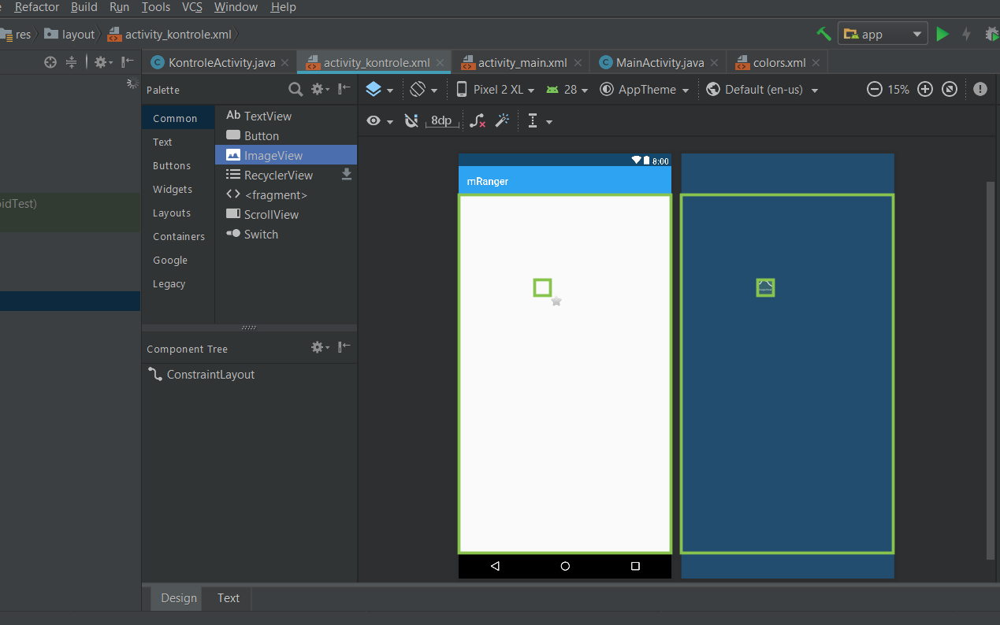 Refactor Build Run Tools VCS Window Help
res layout activity_kontrole.xml app
KontroleActivity.java activity_kontrole.xml activity_main.xml MainActivity.java colors.xml
Palette Pixel 2 XL 28 AppTheme Default (en-us) 15%
8dp
Common
Text
Buttons
Widgets
Layouts
Containers
Google
Legacy
Ab TextView
Button
ImageView
RecyclerView
<fragment>
ScrollView
Switch
idTest)
8:00
mRanger
Component Tree
ConstraintLayout
Design Text